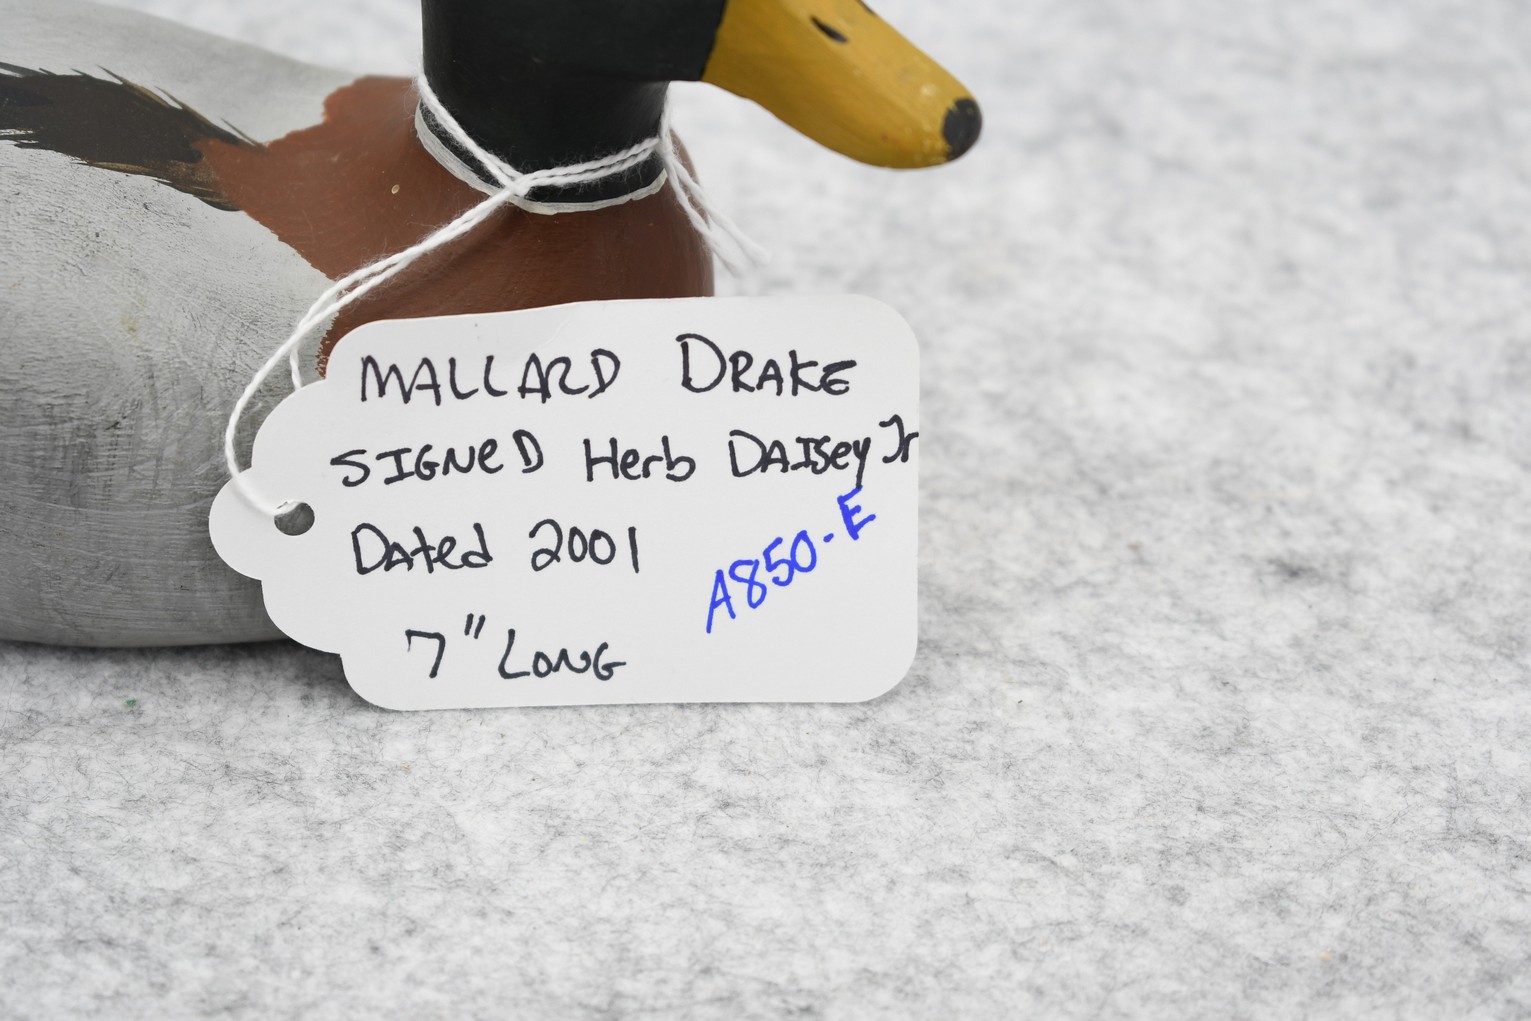 MALLARD DRAKE
SIGNED Herb DAISey Jr
Dated 2001
A850-E
7" LONG